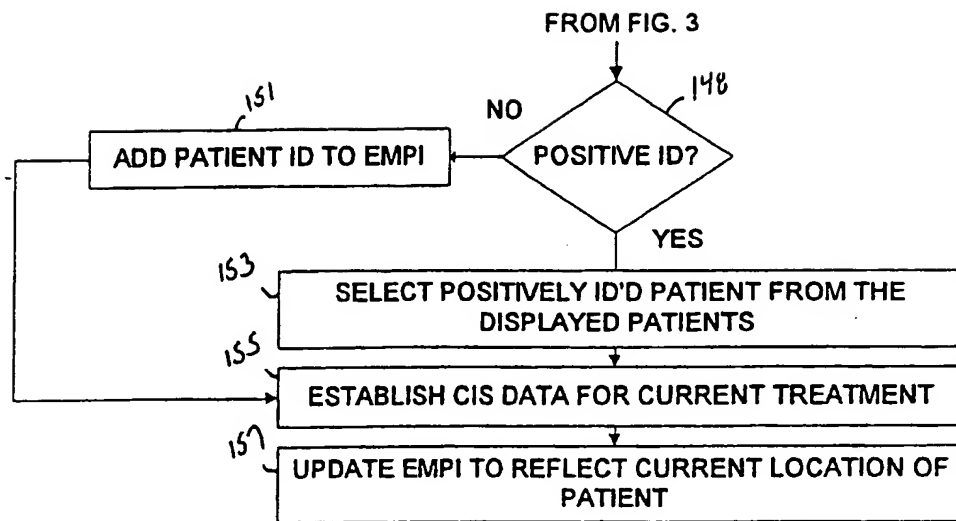 FROM FIG. 3
148
NO
151
POSITIVE ID?
ADD PATIENT ID TO EMPI
YES
153
SELECT POSITIVELY ID'D PATIENT FROM THE
DISPLAYED PATIENTS
155
ESTABLISH CIS DATA FOR CURRENT TREATMENT
157
UPDATE EMPI TO REFLECT CURRENT LOCATION OF
PATIENT